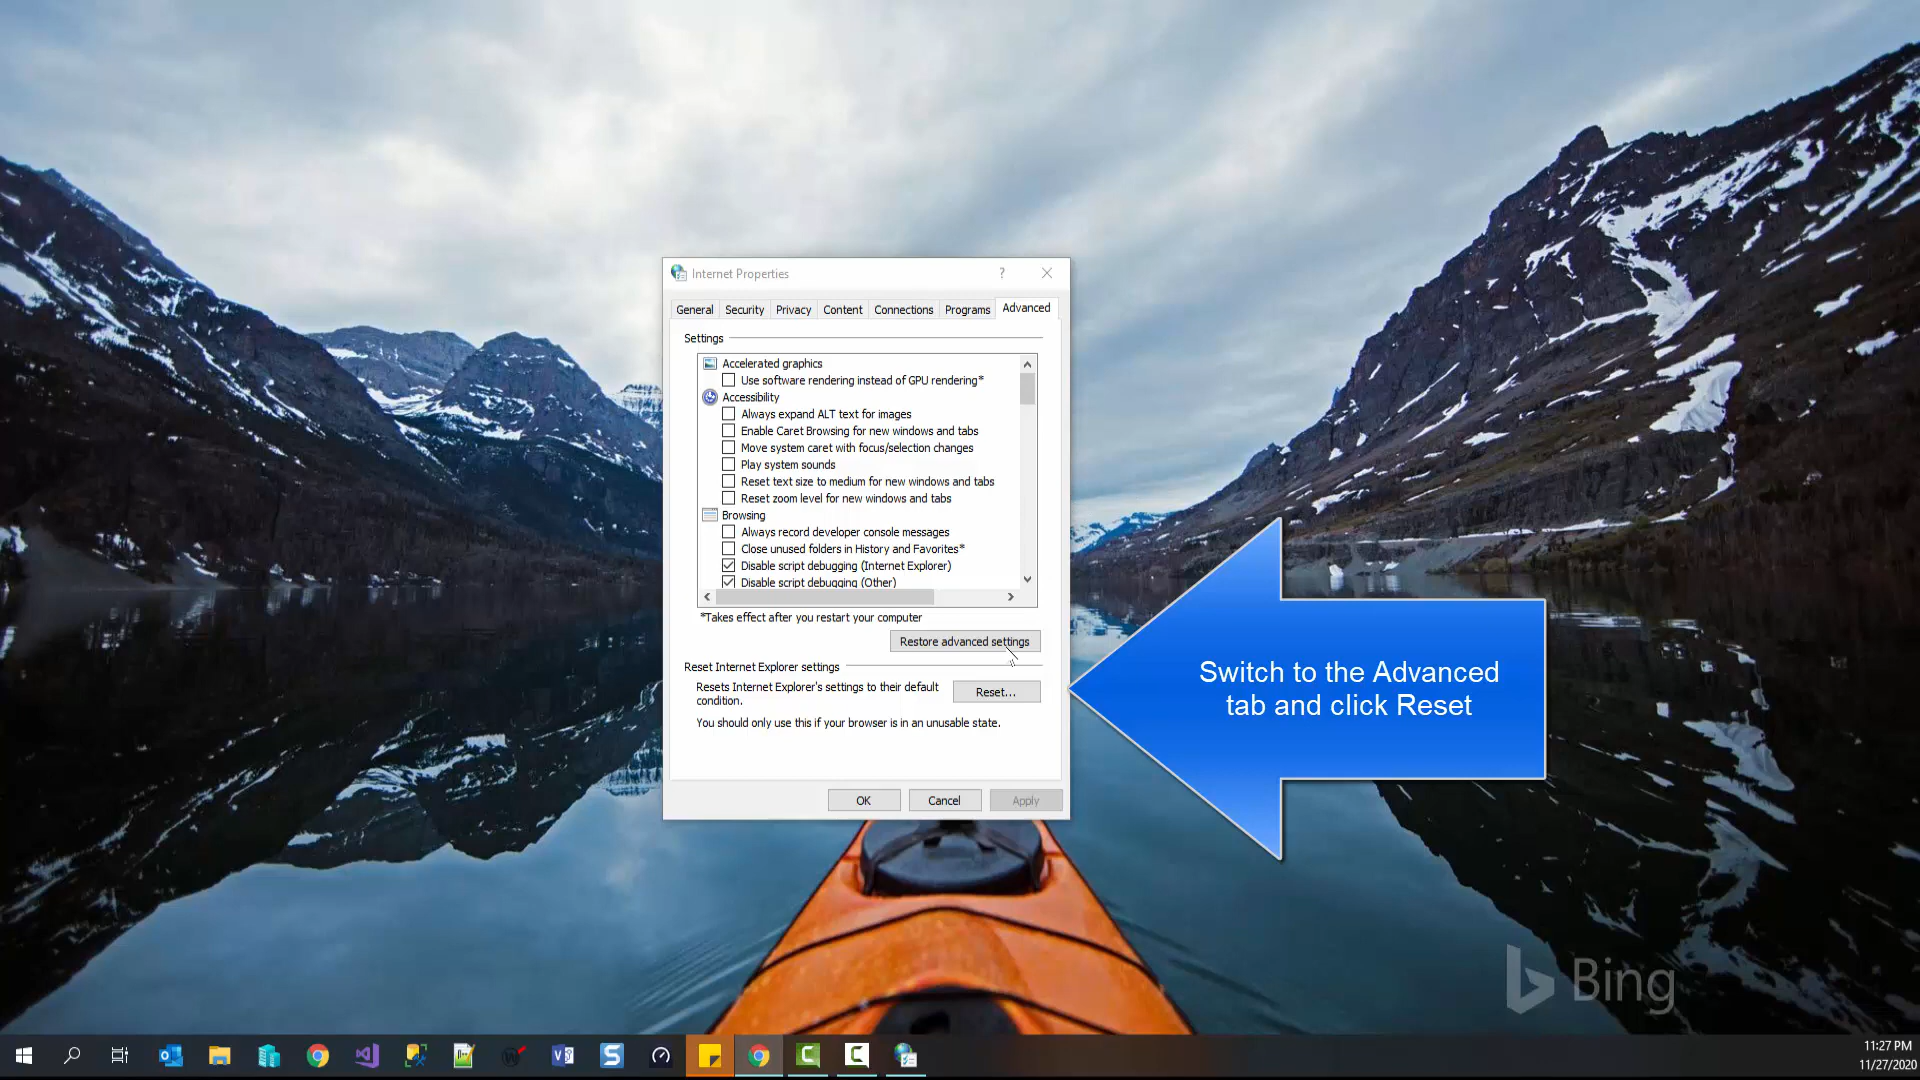 Internet Properties
?
General Security Privacy Content Connections Programs Advanced
Settings
Accelerated graphics
Use software rendering instead of GPU rendering*
Accessibility
Always expand ALT text for images
Enable Caret Browsing for new windows and tabs
Move system caret with focus/selection changes
Play system sounds
Reset text size to medium for new windows and tabs
Reset zoom level for new windows and tabs
Browsing
Always record developer console messages
Close unused folders in History and Favorites*
Disable script debugging (Internet Explorer)
Disable script debugging (Other)
*Takes effect after you restart your computer
Restore advanced settings
Reset Internet Explorer settings
Resets Internet Explorer's settings to their default
condition.
Reset...
You should only use this if your browser is in an unusable state.
OK Cancel Apply
Switch to the Advanced
tab and click Reset
Bing
11:27 PM
11/27/2020